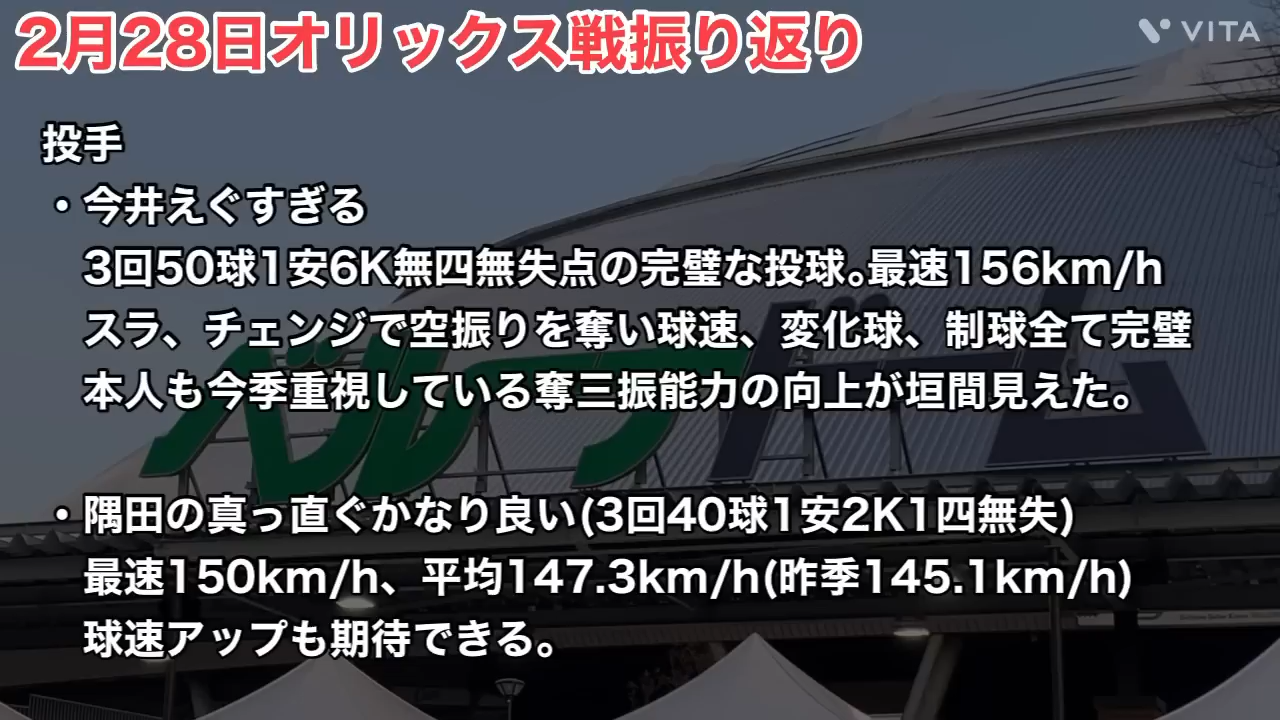 2月28日オリックス戦振り返り
VITA
投手
・今井えぐすぎる
3回50球1安6K無四無失点の完璧な投球。最速156km/h
スラ、チェンジで空振りを奪い球速、変化球、制球全て完璧
本人も今季重視している奪三振能力の向上が垣間見えた。
ベルーナドーム
・隅田の真っ直ぐかなり良い(3回40球1安2K1四無失)
最速150km/h、平均147.3km/h(昨季145.1km/h)
球速アップも期待できる。